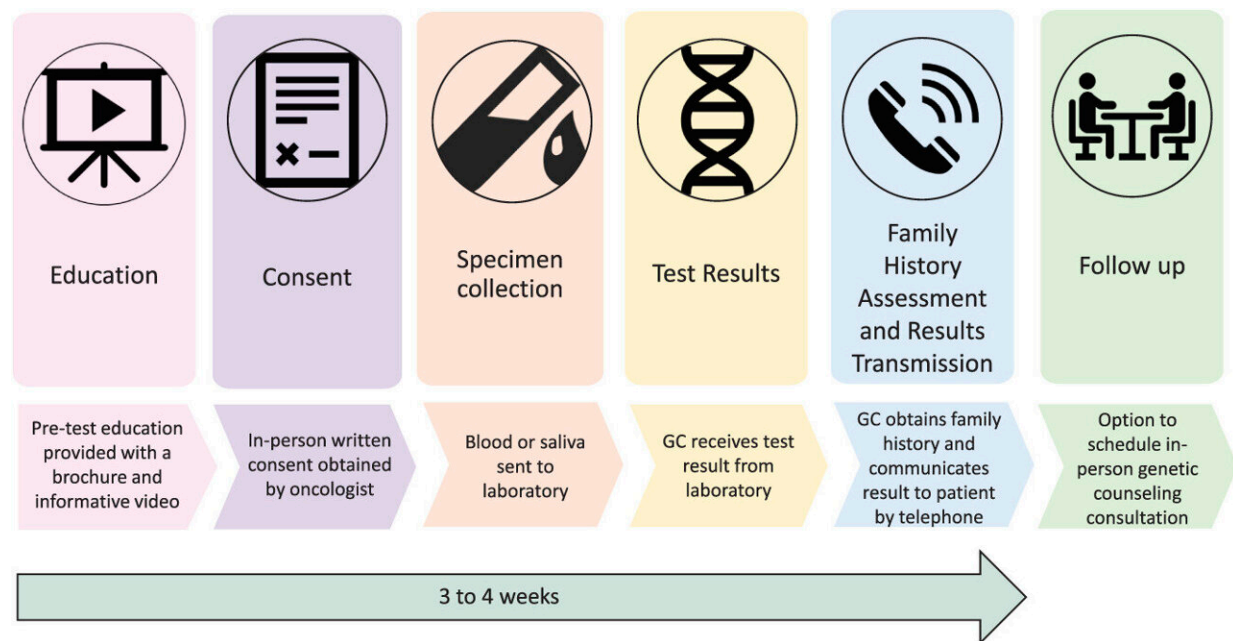 Education
Consent
Specimen
collection
Test Results
Family
History
Assessment
and Results
Transmission
Follow up
Pre-test education
provided with a
brochure and
informative video
In-person written
consent obtained
by oncologist
Blood or saliva
sent to
laboratory
GC receives test
result from
laboratory
GC obtains family
history and
communicates
result to patient
by telephone
Option to
schedule in-
person genetic
counseling
consultation
3 to 4 weeks